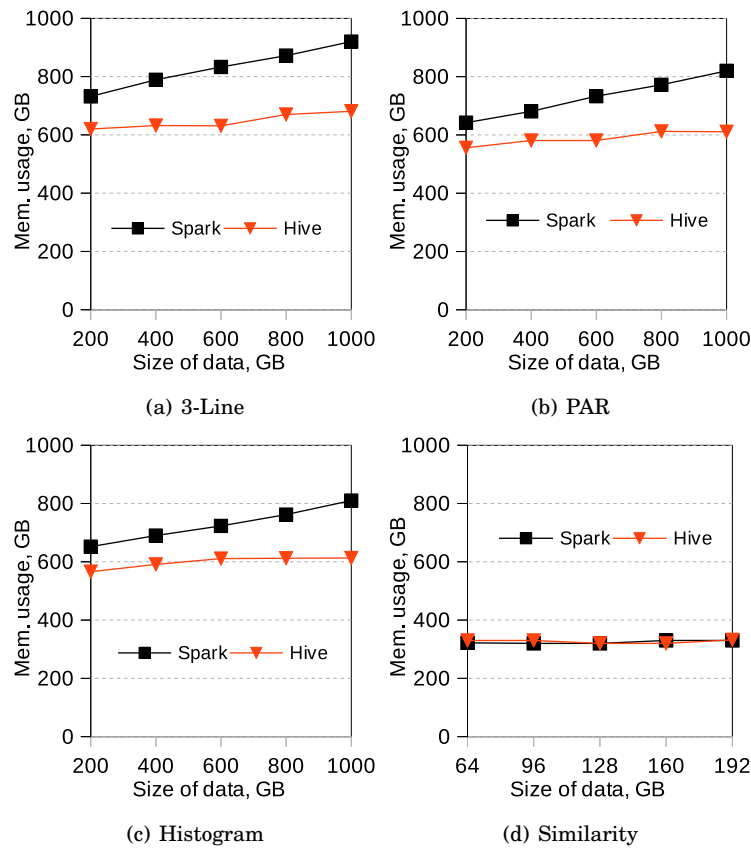 1000
800
600
400
200
0
Mem. usage, GB
Spark
Hive
200 400 600 800 1000
Size of data, GB
(a) 3-Line
1000
800
600
400
200
0
Mem. usage, GB
Spark
Hive
200 400 600 800 1000
Size of data, GB
(b) PAR
1000
800
600
400
200
0
Mem. usage, GB
Spark
Hive
200 400 600 800 1000
Size of data, GB
(c) Histogram
1000
800
600
400
200
0
Mem. usage, GB
Spark
Hive
64 96 128 160 192
Size of data, GB
(d) Similarity